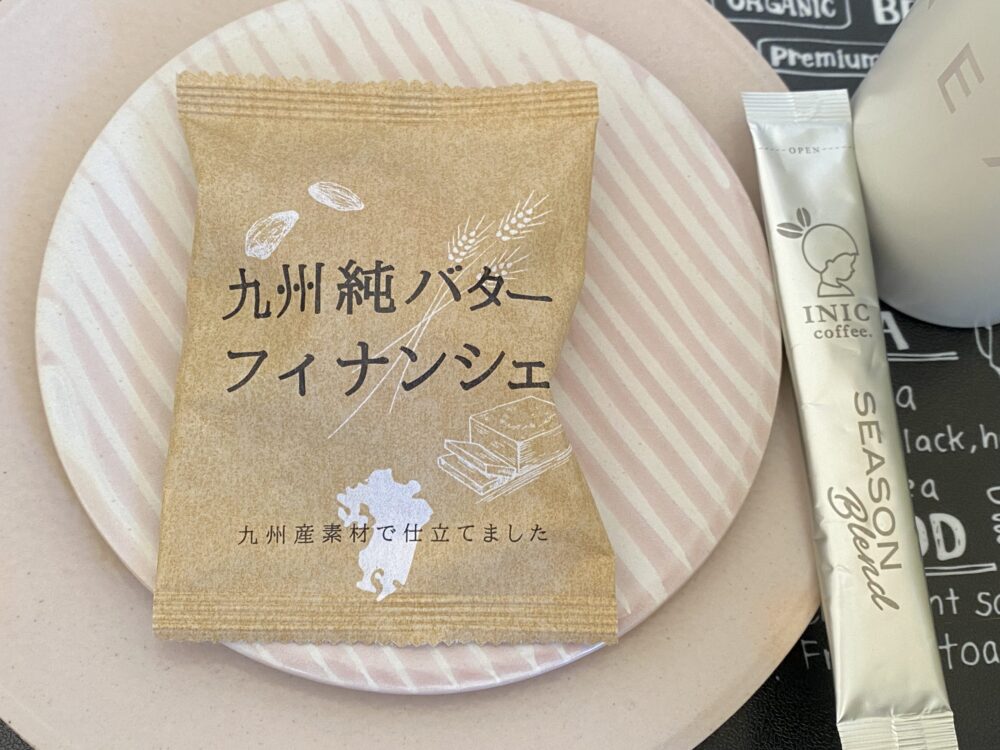 九州純バター
フィナンシェ
九州産素材で仕立てました
OPEN
INIC
coffee.
SEASON
Blend
ORGANIC
Premium